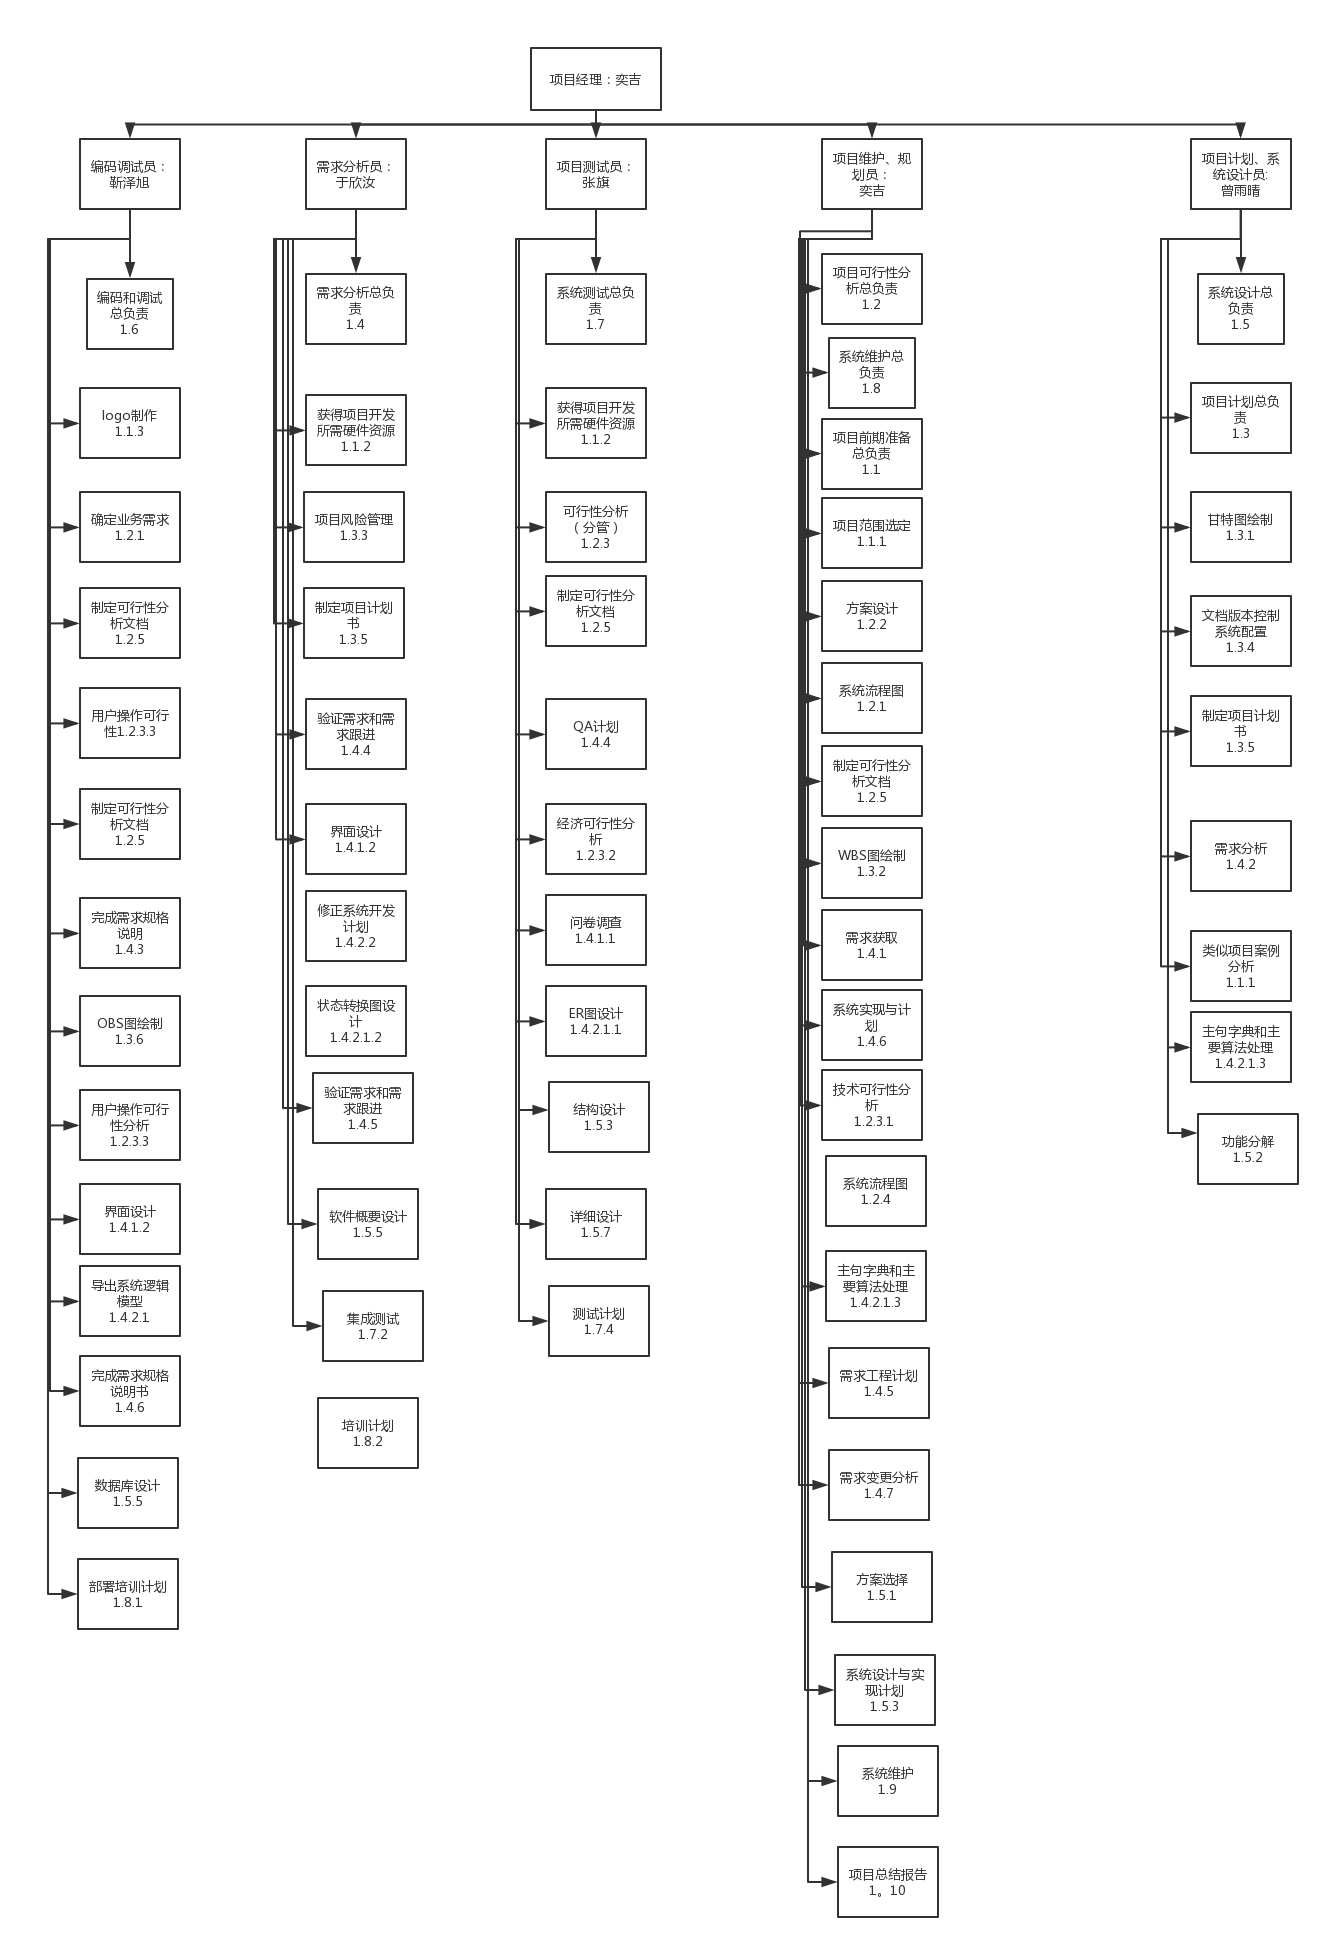 项目经理：奕吉
编码调试员：
靳泽旭
编码和调试
总负责
1.6
logo制作
1.1.3
确定业务需求
1.2.1
制定可行性分
析文档
1.2.5
用户操作可行
性1.2.3.3
制定可行性分
析文档
1.2.5
完成需求规格
说明
1.4.3
OBS图绘制
1.3.6
用户操作可行
性分析
1.2.3.3
界面设计
1.4.1.2
导出系统逻辑
模型
1.4.2.1
完成需求规格
说明书
1.4.6
数据库设计
1.5.5
部署培训计划
1.8.1
需求分析员：
于欣汝
需求分析总负
责
1.4
获得项目开发
所需硬件资源
1.1.2
项目风险管理
1.3.3
制定项目计划
书
1.3.5
验证需求和需
求跟进
1.4.4
界面设计
1.4.1.2
修正系统开发
计划
1.4.2.2
状态转换图设
计
1.4.2.1.2
验证需求和需
求跟进
1.4.5
软件概要设计
1.5.5
集成测试
1.7.2
培训计划
1.8.2
项目测试员：
张旗
系统测试总负
责
1.7
获得项目开发
所需硬件资源
1.1.2
可行性分析
（分管）
1.2.3
制定可行性分
析文档
1.2.5
QA计划
1.4.4
经济可行性分
析
1.2.3.2
问卷调查
1.4.1.1
ER图设计
1.4.2.1.1
结构设计
1.5.3
详细设计
1.5.7
测试计划
1.7.4
项目维护、规
划员：
奕吉
项目可行性分
析总负责
1.2
系统维护总
负责
1.8
项目前期准备
总负责
1.1
项目范围选定
1.1.1
方案设计
1.2.2
系统流程图
1.2.1
制定可行性分
析文档
1.2.5
WBS图绘制
1.3.2
需求获取
1.4.1
系统实现与计
划
1.4.6
技术可行性分
析
1.2.3.1
系统流程图
1.2.4
主句字典和主
要算法处理
1.4.2.1.3
需求工程计划
1.4.5
需求变更分析
1.4.7
方案选择
1.5.1
系统设计与实
现计划
1.5.3
系统维护
1.9
项目总结报告
1。10
项目计划、系
统设计员:
曾雨晴
系统设计总
负责
1.5
项目计划总负
责
1.3
甘特图绘制
1.3.1
文档版本控制
系统配置
1.3.4
制定项目计划
书
1.3.5
需求分析
1.4.2
类似项目案例
分析
1.1.1
主句字典和主
要算法处理
1.4.2.1.3
功能分解
1.5.2